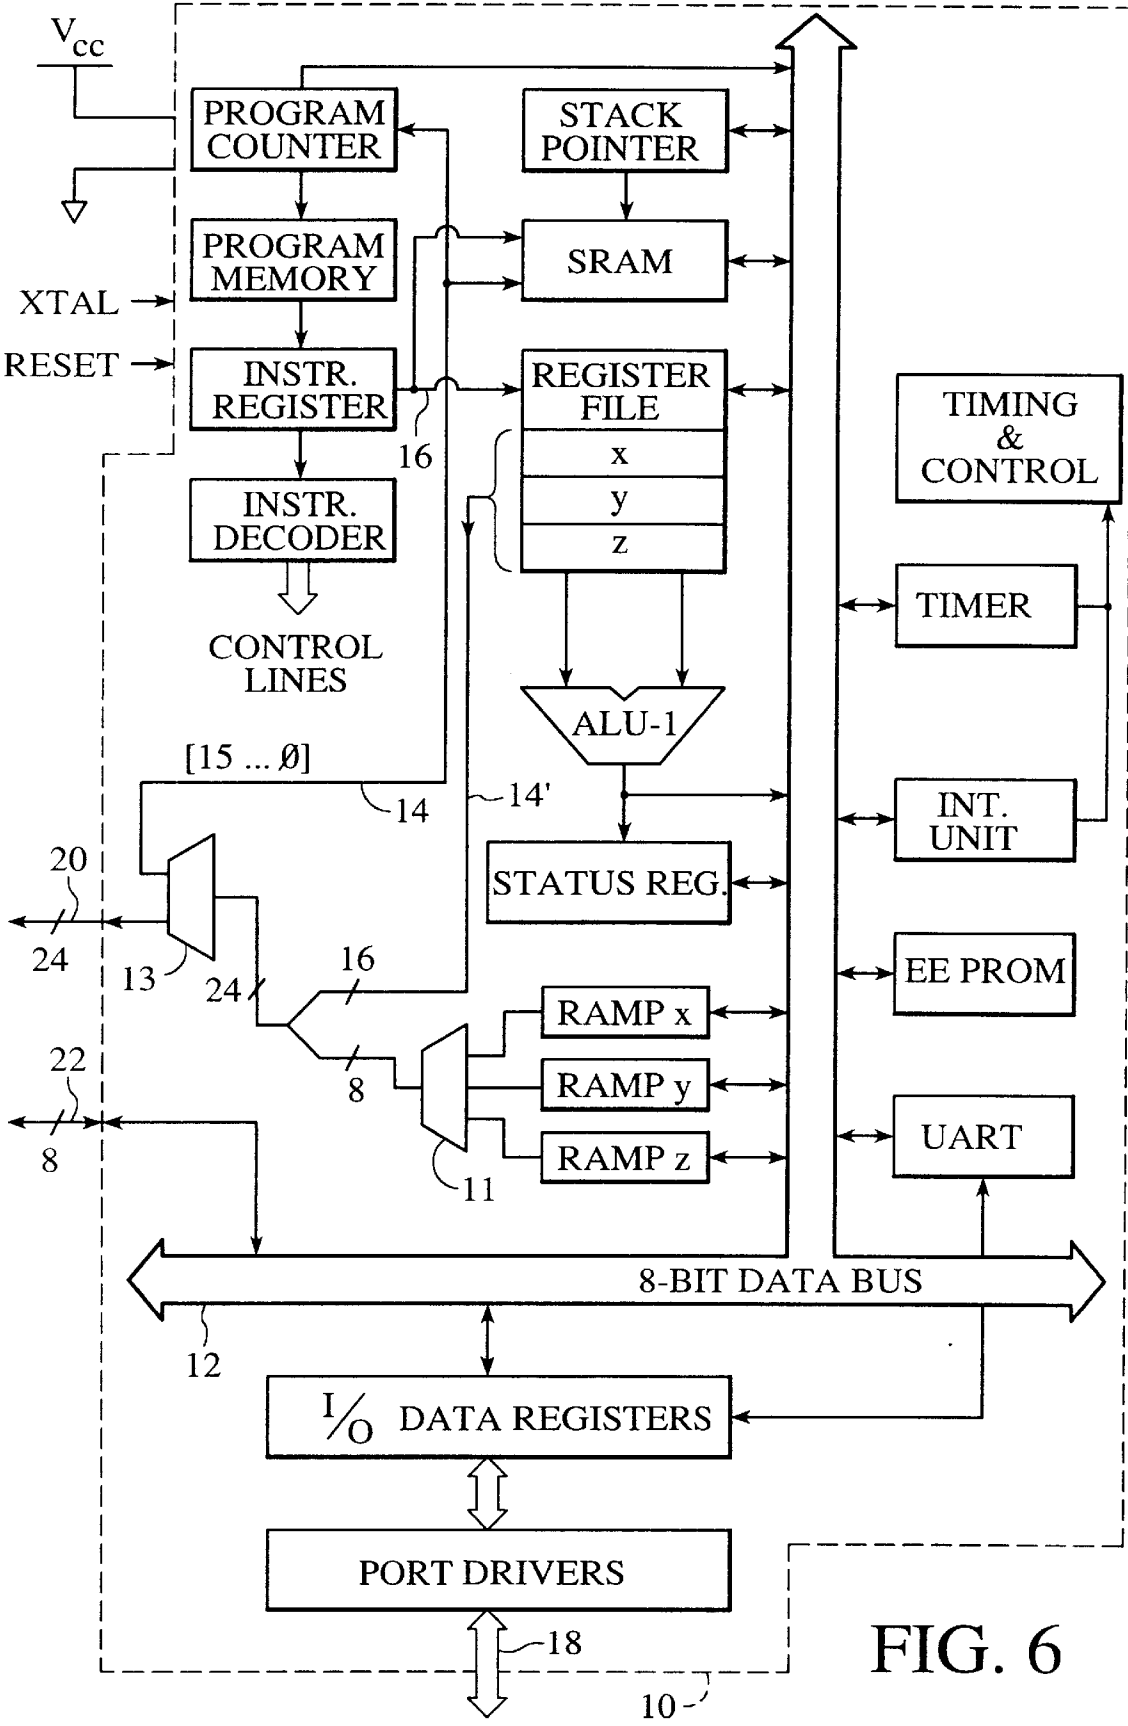 Vcc
PROGRAM
COUNTER
STACK
POINTER
PROGRAM
MEMORY
SRAM
XTAL
RESET
INSTR.
REGISTER
16
REGISTER
FILE
x
y
z
TIMING
&
CONTROL
INSTR.
DECODER
CONTROL
LINES
TIMER
ALU-1
[15 ... 0̸]
14
14'
INT.
UNIT
20
24
13
STATUS REG.
24
16
EE PROM
RAMP x
22
8
8
RAMP y
UART
11
RAMP z
8-BIT DATA BUS
12
I/O DATA REGISTERS
PORT DRIVERS
18
10
FIG. 6